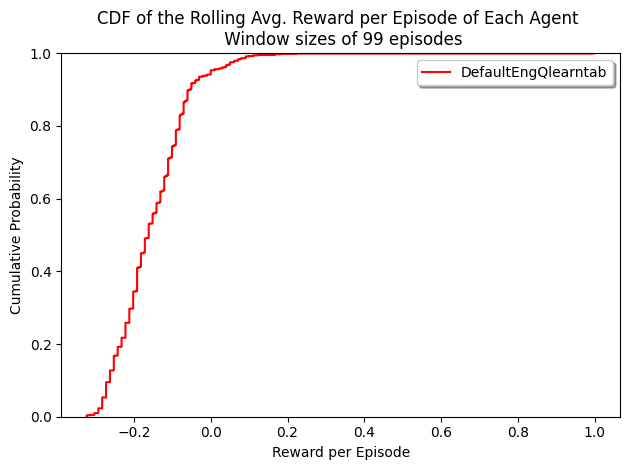 CDF of the Rolling Avg. Reward per Episode of Each Agent
Window sizes of 99 episodes
DefaultEngQlearntab
Cumulative Probability
1.0
0.8
0.6
0.4
0.2
0.0
−0.2
0.0
0.2
0.4
0.6
0.8
1.0
Reward per Episode